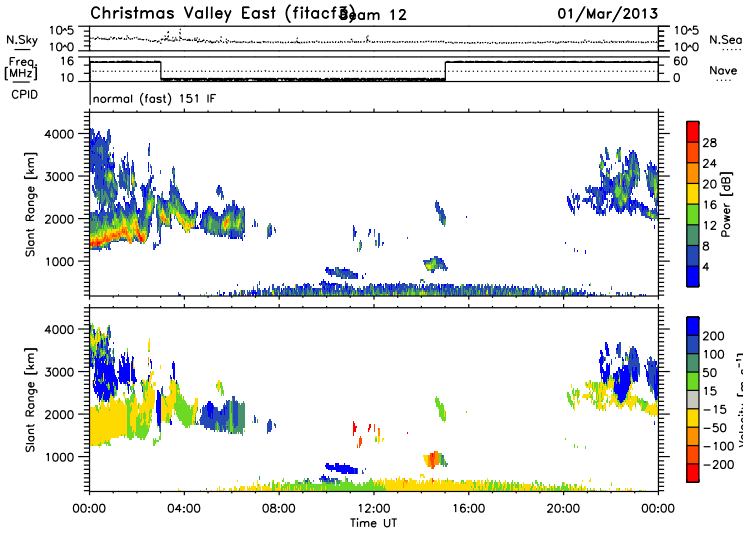 Christmas Valley East (fitacf3) Beam 12 01/Mar/2013
N.Sky 10^5 10^0 10^5 10^0 N.Sea
Freq. [MHz] 16 10 60 0 Nave
CPID normal (fast) 151 IF
Slant Range [km]
4000
3000
2000
1000
Power [dB]
28
24
20
16
12
8
4
Slant Range [km]
4000
3000
2000
1000
Velocity [m s^-1]
200
100
50
15
-15
-50
-100
-200
00:00 04:00 08:00 12:00 16:00 20:00 00:00
Time UT